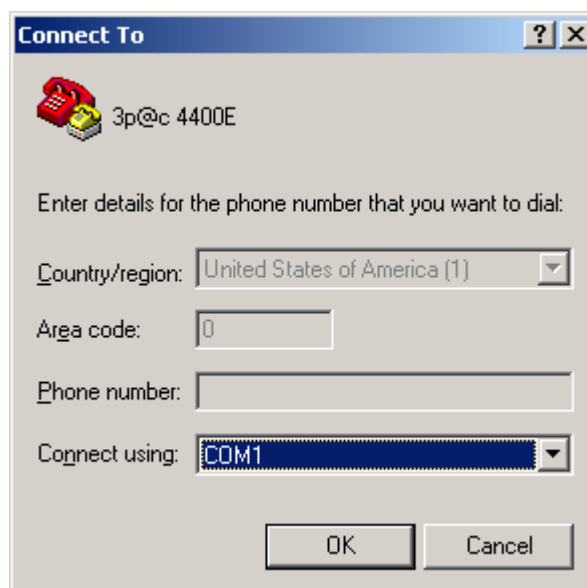 Connect To
3p@c 4400E
Enter details for the phone number that you want to dial:
Country/region: United States of America (1)
Area code: 0
Phone number:
Connect using: COM1
OK Cancel